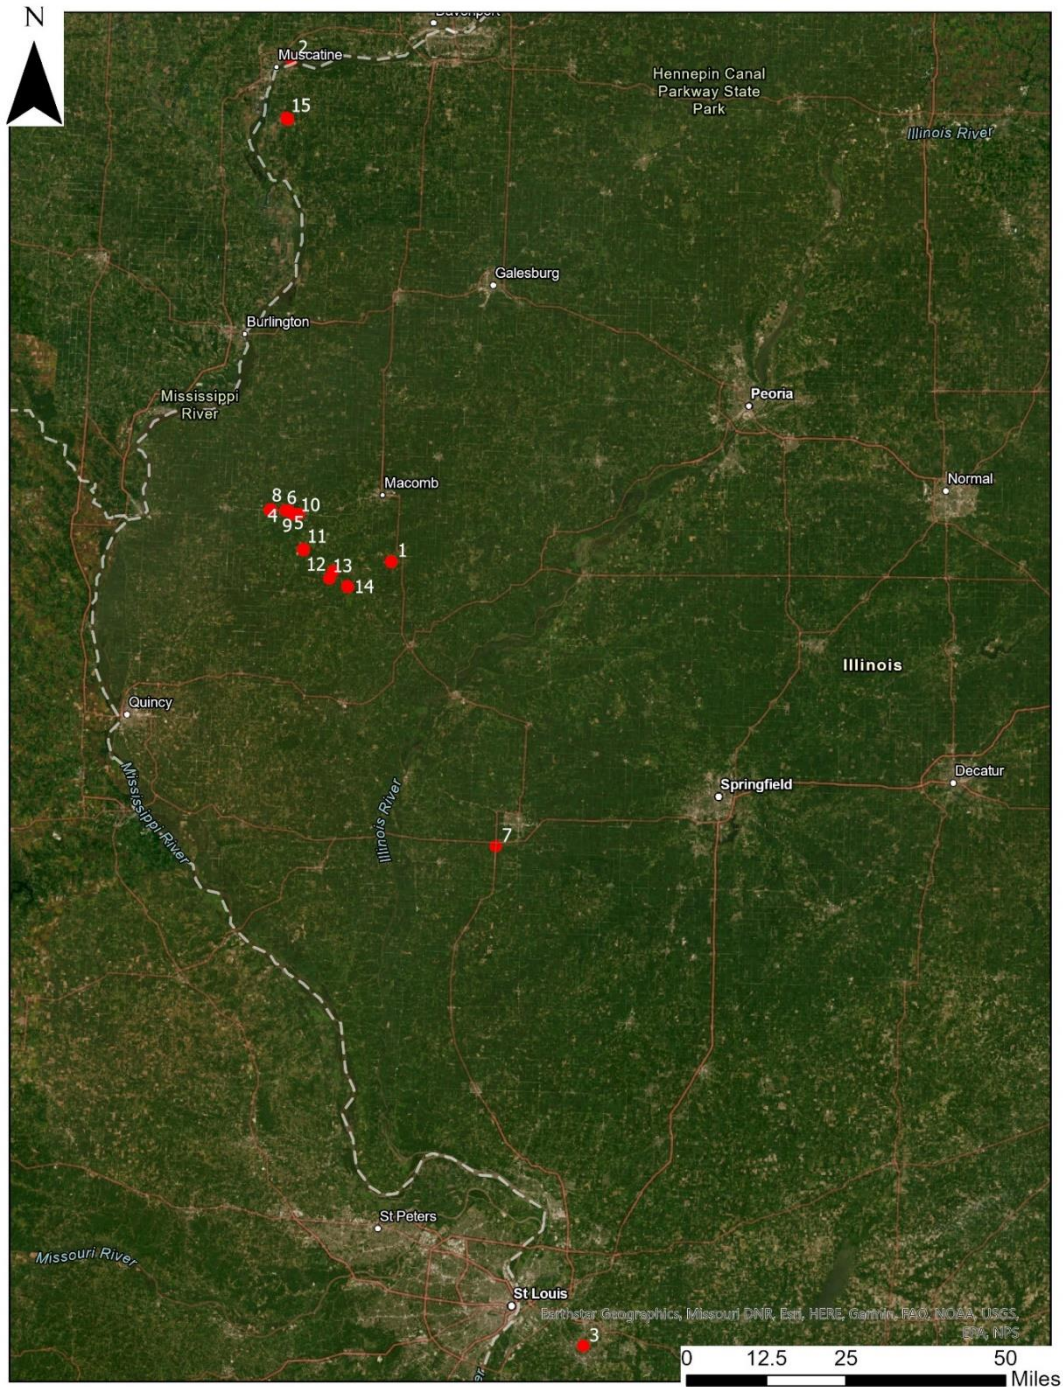 N
Davenport
2
Muscatine
Hennepin Canal
Parkway State
Park
15
Illinois River
Galesburg
Burlington
Mississippi
River
Peoria
Macomb
Normal
8 6 10
4 9 5
11
1
12 13
14
Illinois
Quincy
Mississippi River
Illinois River
Springfield
Decatur
7
St Peters
Missouri River
St Louis
Earthstar Geographics, Missouri DNR, Esri, HERE, Garmin, FAO, NOAA, USGS,
EPA, NPS
3
0 12.5 25 50
Miles